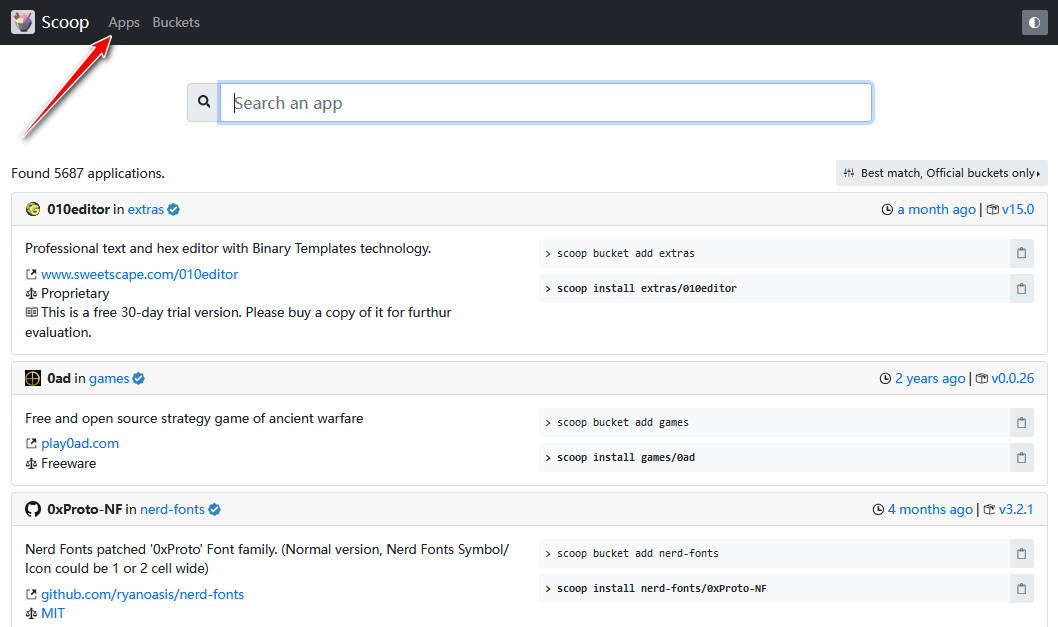 Scoop Apps Buckets
Search an app
Found 5687 applications.
Best match, Official buckets only
010editor in extras
a month ago | v15.0
Professional text and hex editor with Binary Templates technology.
www.sweetscape.com/010editor
Proprietary
This is a free 30-day trial version. Please buy a copy of it for furthur
evaluation.
> scoop bucket add extras
> scoop install extras/010editor
0ad in games
2 years ago | v0.0.26
Free and open source strategy game of ancient warfare
play0ad.com
Freeware
> scoop bucket add games
> scoop install games/0ad
0xProto-NF in nerd-fonts
4 months ago | v3.2.1
Nerd Fonts patched '0xProto' Font family. (Normal version, Nerd Fonts Symbol/
Icon could be 1 or 2 cell wide)
github.com/ryanoasis/nerd-fonts
MIT
> scoop bucket add nerd-fonts
> scoop install nerd-fonts/0xProto-NF